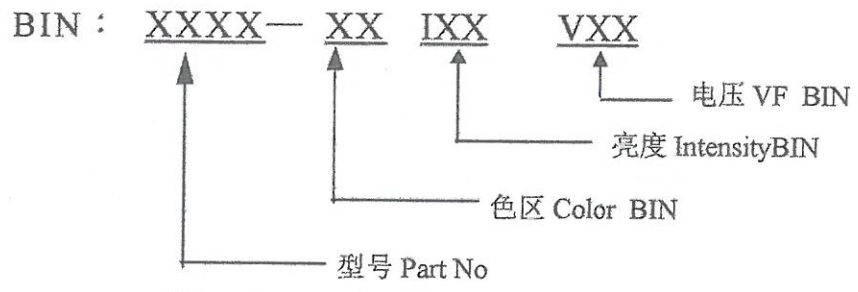 BIN： XXXX— XX IXX VXX
电压 VF BIN
亮度 IntensityBIN
色区 Color BIN
型号 Part No